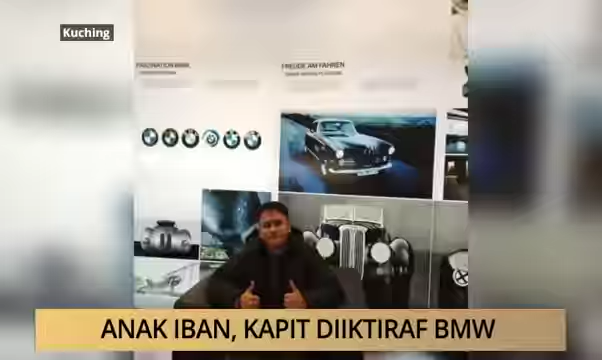 Kuching
FASZINATION BMW.
FREUDE AM FAHREN
ANAK IBAN, KAPIT DIIKTIRAF BMW